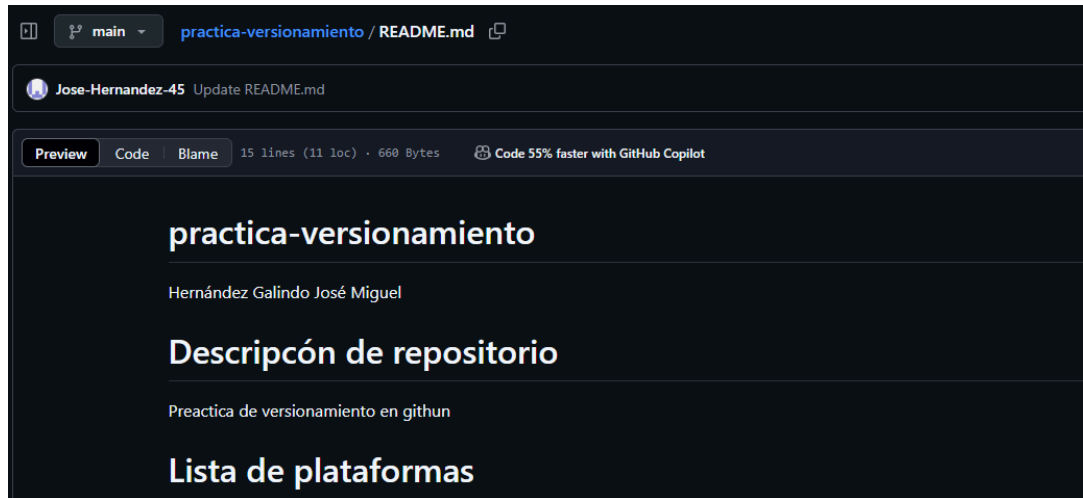 main
practica-versionamiento / README.md
Jose-Hernandez-45 Update README.md
Preview Code Blame 15 lines (11 loc) · 660 Bytes Code 55% faster with GitHub Copilot
practica-versionamiento
Hernández Galindo José Miguel
Descripcón de repositorio
Preactica de versionamiento en githun
Lista de plataformas